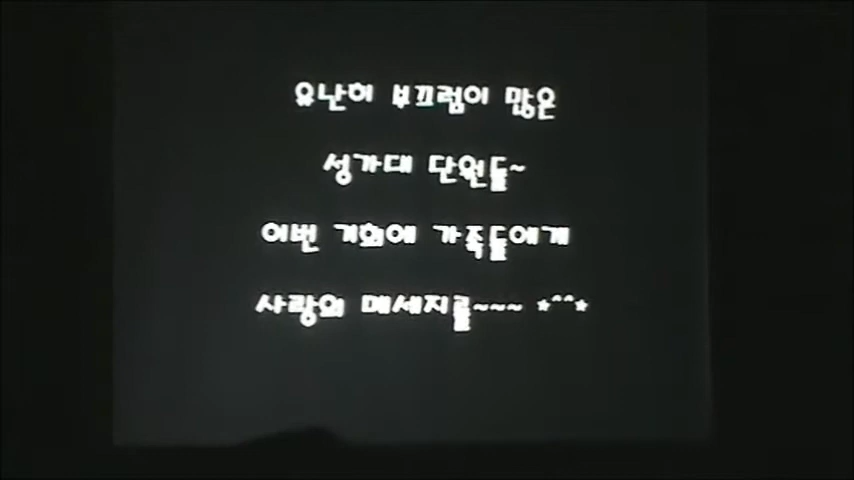 유난히 부끄럼이 많은
성가대 단원들~
이번 기회에 가족들에게
사랑의 메세지를~~~ *^^*